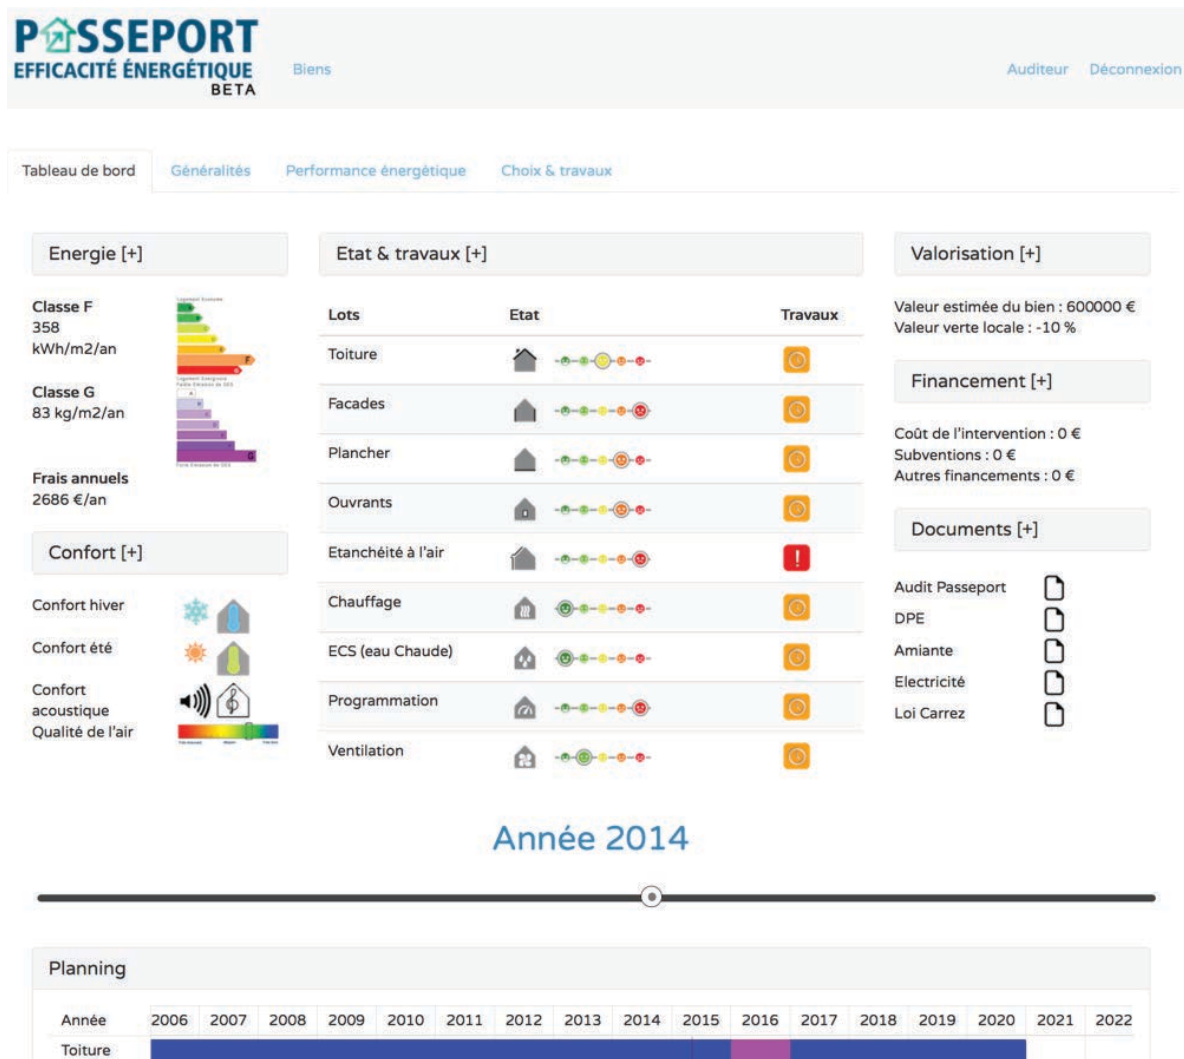 PASSEPORT
EFFICACITÉ ÉNERGÉTIQUE
BETA
Biens
Auditeur
Déconnexion
Tableau de bord
Généralités
Performance énergétique
Choix & travaux
Energie [+]
Classe F
358
kWh/m2/an
Classe G
83 kg/m2/an
Frais annuels
2686 €/an
Confort [+]
Confort hiver
Confort été
Confort
acoustique
Qualité de l'air
Etat & travaux [+]
Lots Etat Travaux
Toiture
Facades
Plancher
Ouvrants
Etanchéité à l'air
Chauffage
ECS (eau Chaude)
Programmation
Ventilation
Valorisation [+]
Valeur estimée du bien : 600000 €
Valeur verte locale : -10 %
Financement [+]
Coût de l'intervention : 0 €
Subventions : 0 €
Autres financements : 0 €
Documents [+]
Audit Passeport
DPE
Amiante
Electricité
Loi Carrez
Année 2014
Planning
Année 2006 2007 2008 2009 2010 2011 2012 2013 2014 2015 2016 2017 2018 2019 2020 2021 2022
Toiture